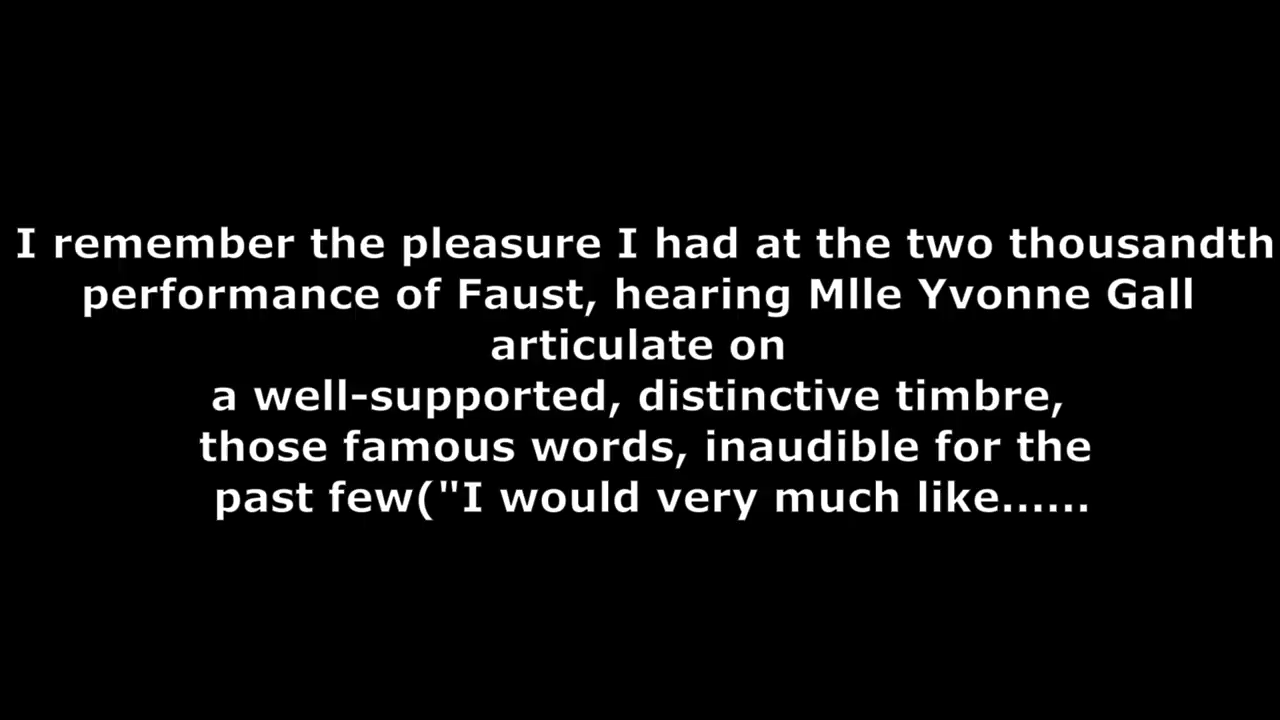 I remember the pleasure I had at the two thousandth
performance of Faust, hearing Mlle Yvonne Gall
articulate on
a well-supported, distinctive timbre,
those famous words, inaudible for the
past few("I would very much like......